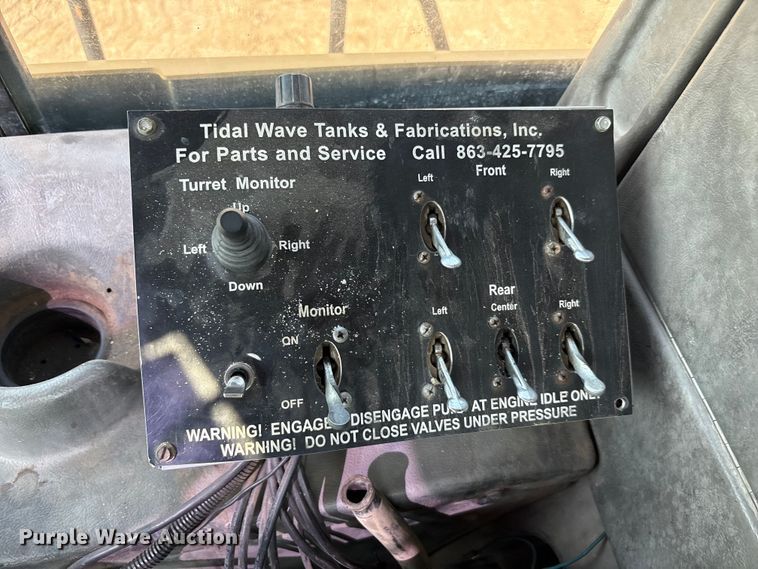 Tidal Wave Tanks & Fabrications, Inc.
For Parts and Service Call 863-425-7795
Turret Monitor
Up
Left
Right
Down
Front
Left
Right
Monitor
ON
OFF
Rear
Left
Center
Right
WARNING! ENGAGE DISENGAGE PUMP AT ENGINE IDLE ONLY
WARNING! DO NOT CLOSE VALVES UNDER PRESSURE
Purple Wave Auction